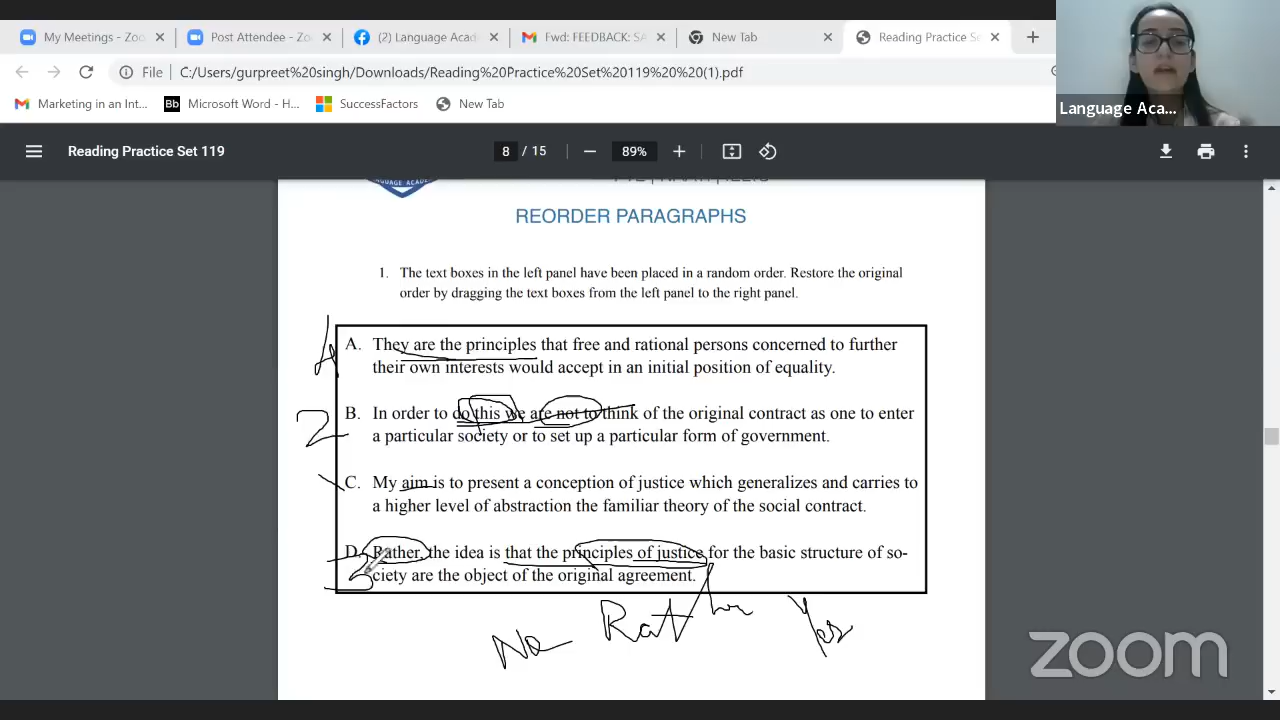 My Meetings - Zoo
Post Attendee - Zo
(2) Language Acad
Fwd: FEEDBACK: SA
New Tab
Reading Practice Se
File C:/Users/gurpreet%20singh/Downloads/Reading%20Practice%20Set%20119%20%20(1).pdf
Marketing in an Int...
Bb Microsoft Word - H...
SuccessFactors
New Tab
Language Aca...
Reading Practice Set 119
8 / 15
89%
REORDER PARAGRAPHS
1. The text boxes in the left panel have been placed in a random order. Restore the original
order by dragging the text boxes from the left panel to the right panel.
4
A. They are the principles that free and rational persons concerned to further
their own interests would accept in an initial position of equality.
2
B. In order to do this we are not to think of the original contract as one to enter
a particular society or to set up a particular form of government.
C. My aim is to present a conception of justice which generalizes and carries to
a higher level of abstraction the familiar theory of the social contract.
3
D. Rather, the idea is that the principles of justice for the basic structure of so-
ciety are the object of the original agreement.
No Rather Yes
zoom